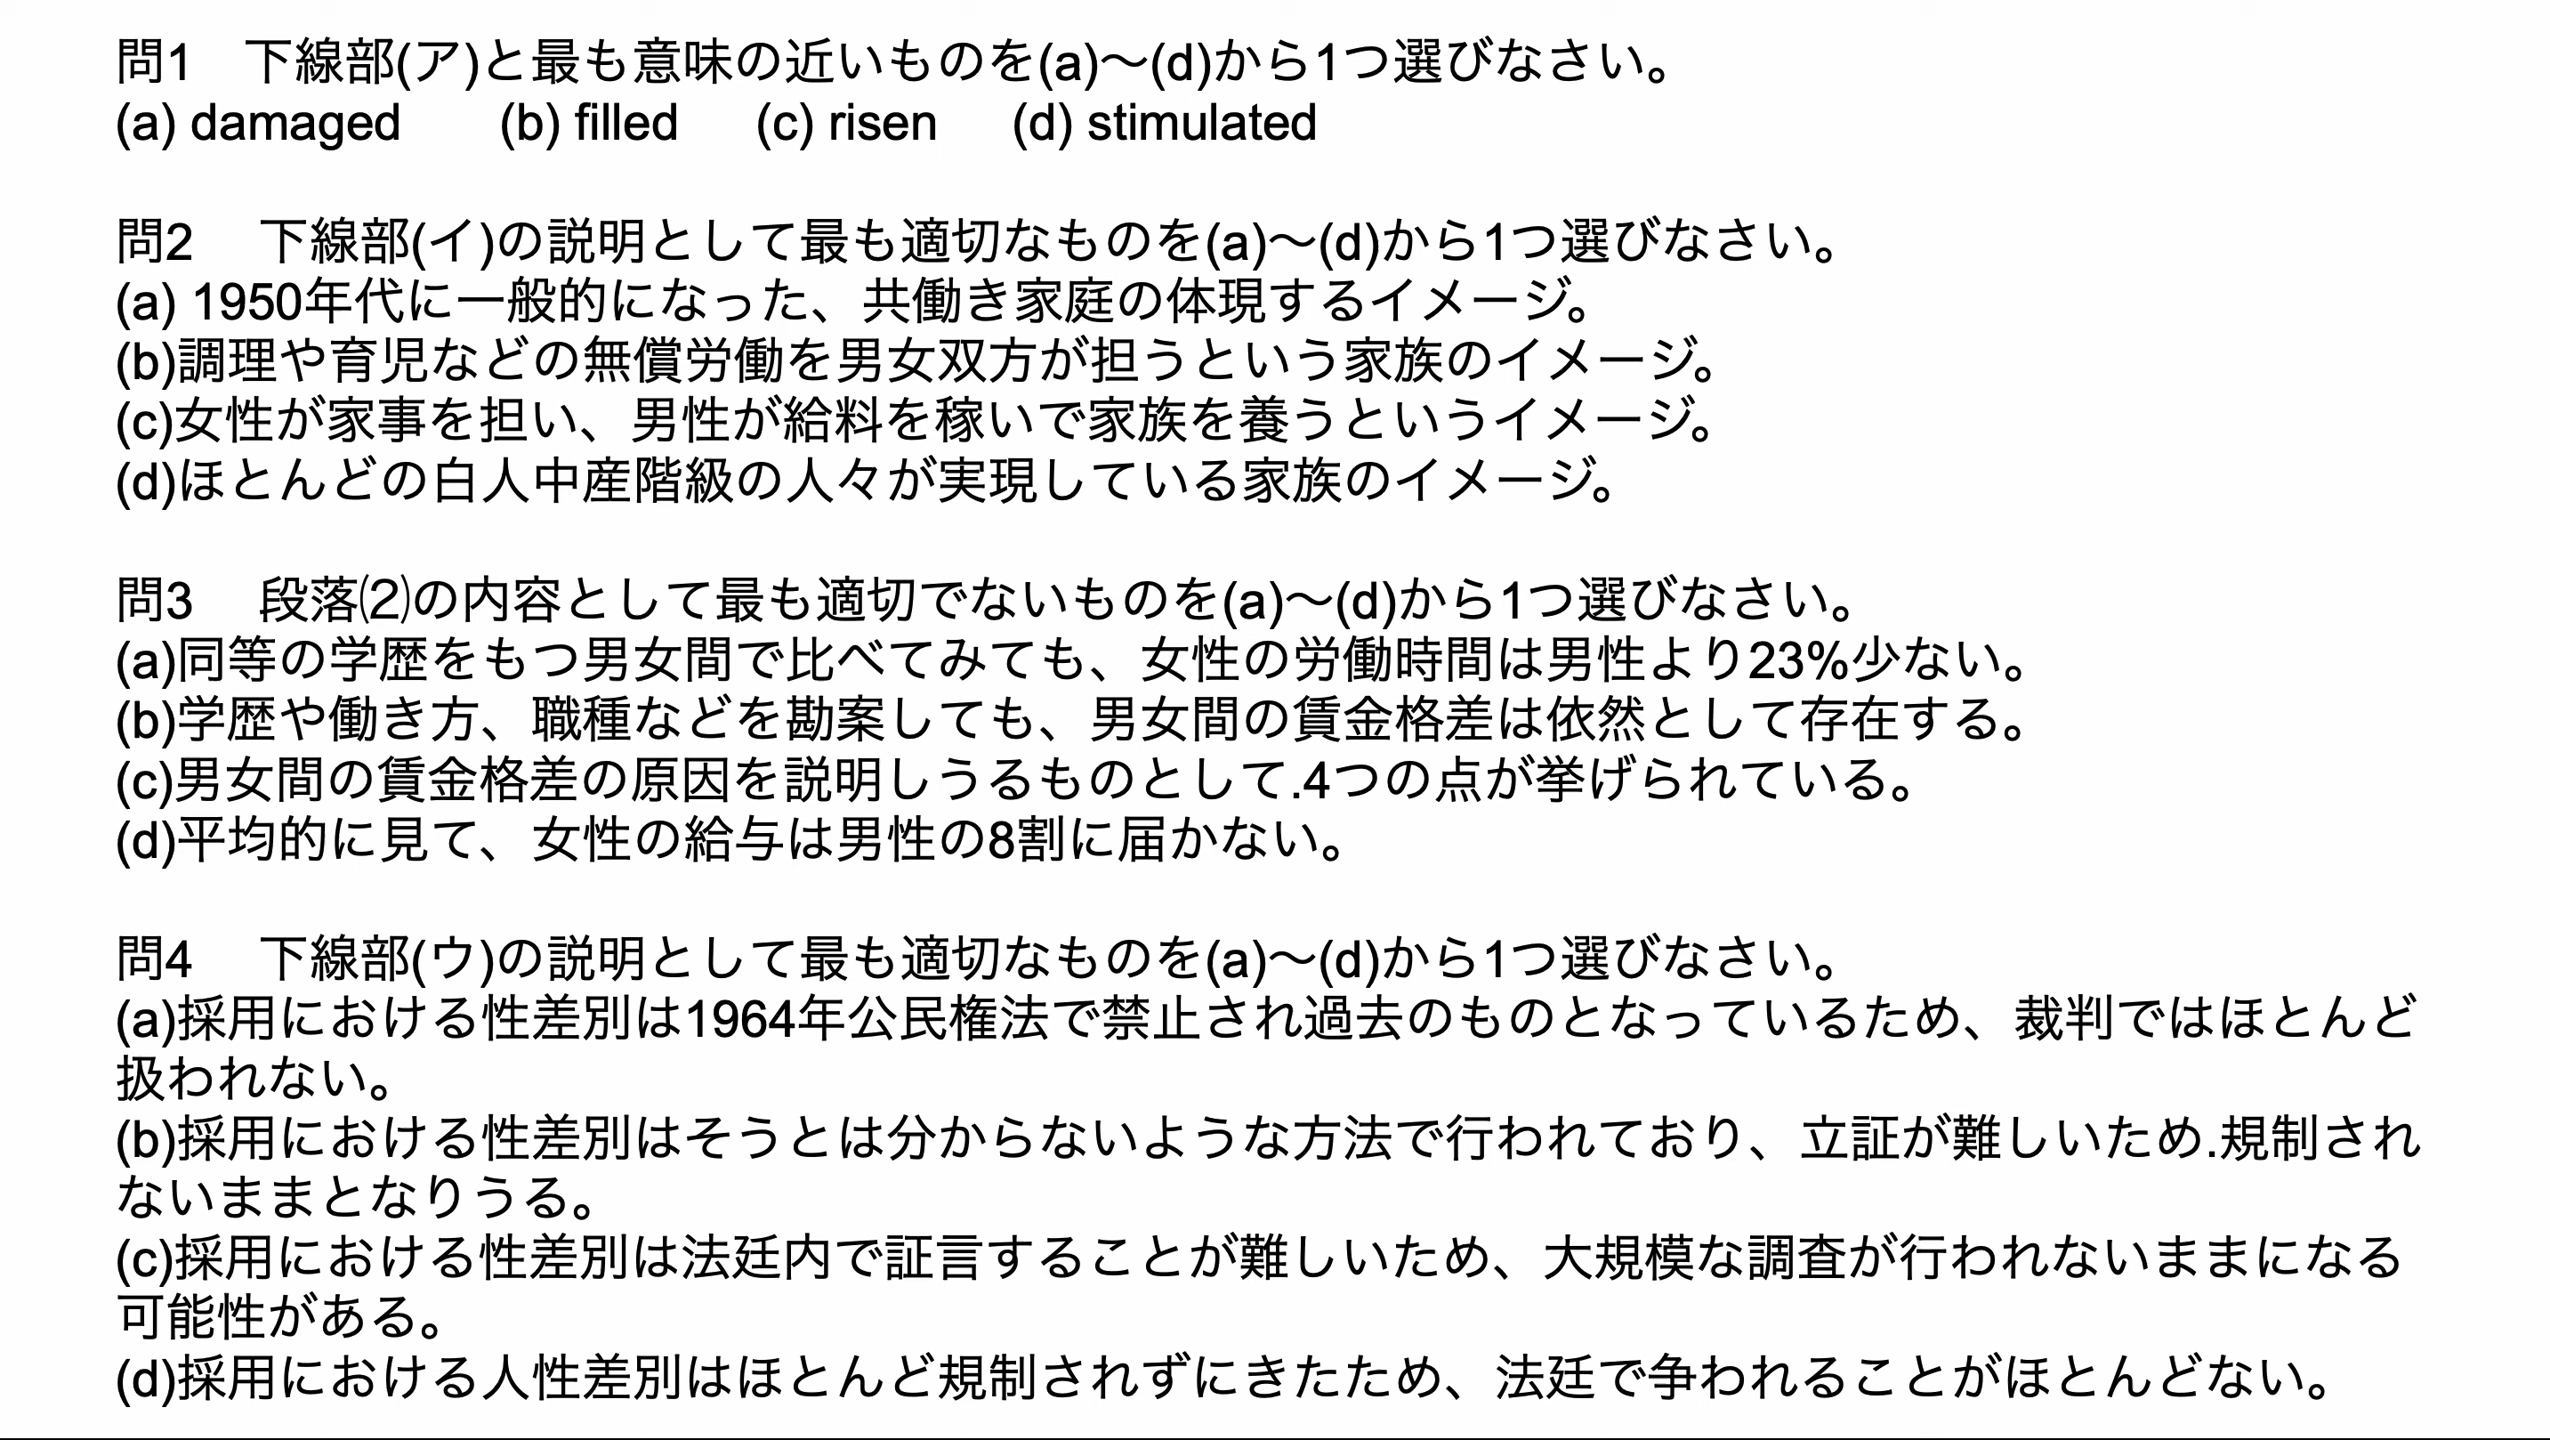 問1　下線部(ア)と最も意味の近いものを(a)〜(d)から1つ選びなさい。
(a) damaged　　(b) filled　 (c) risen　 (d) stimulated
問2　下線部(イ)の説明として最も適切なものを(a)〜(d)から1つ選びなさい。
(a) 1950年代に一般的になった、共働き家庭の体現するイメージ。
(b)調理や育児などの無償労働を男女双方が担うという家族のイメージ。
(c)女性が家事を担い、男性が給料を稼いで家族を養うというイメージ。
(d)ほとんどの白人中産階級の人々が実現している家族のイメージ。
問3　段落⑵の内容として最も適切でないものを(a)〜(d)から1つ選びなさい。
(a)同等の学歴をもつ男女間で比べてみても、女性の労働時間は男性より23%少ない。
(b)学歴や働き方、職種などを勘案しても、男女間の賃金格差は依然として存在する。
(c)男女間の賃金格差の原因を説明しうるものとして.4つの点が挙げられている。
(d)平均的に見て、女性の給与は男性の8割に届かない。
問4　下線部(ウ)の説明として最も適切なものを(a)〜(d)から1つ選びなさい。
(a)採用における性差別は1964年公民権法で禁止され過去のものとなっているため、裁判ではほとんど
扱われない。
(b)採用における性差別はそうとは分からないような方法で行われており、立証が難しいため.規制され
ないままとなりうる。
(c)採用における性差別は法廷内で証言することが難しいため、大規模な調査が行われないままになる
可能性がある。
(d)採用における人性差別はほとんど規制されずにきたため、法廷で争われることがほとんどない。